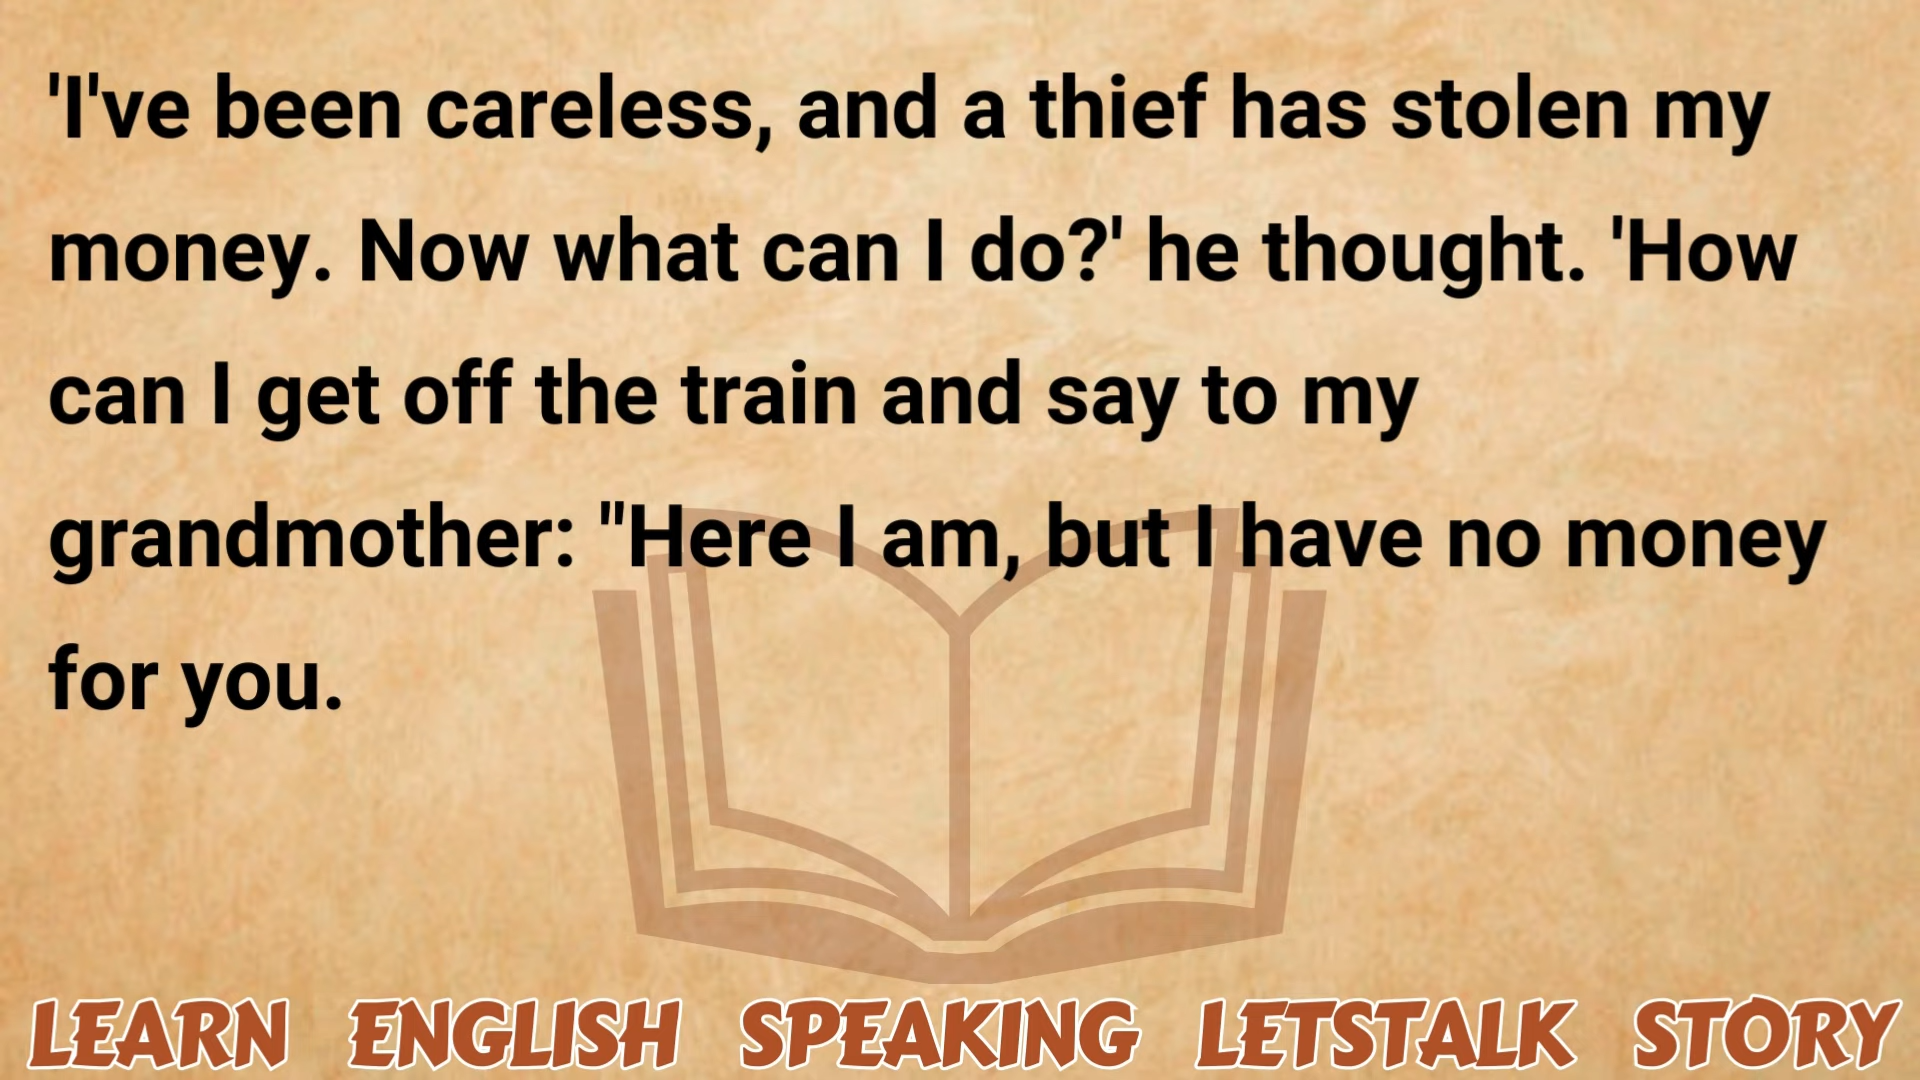 'I've been careless, and a thief has stolen my
money. Now what can I do?' he thought. 'How
can I get off the train and say to my
grandmother: "Here I am, but I have no money
for you.
LEARN ENGLISH SPEAKING LETSTALK STORY